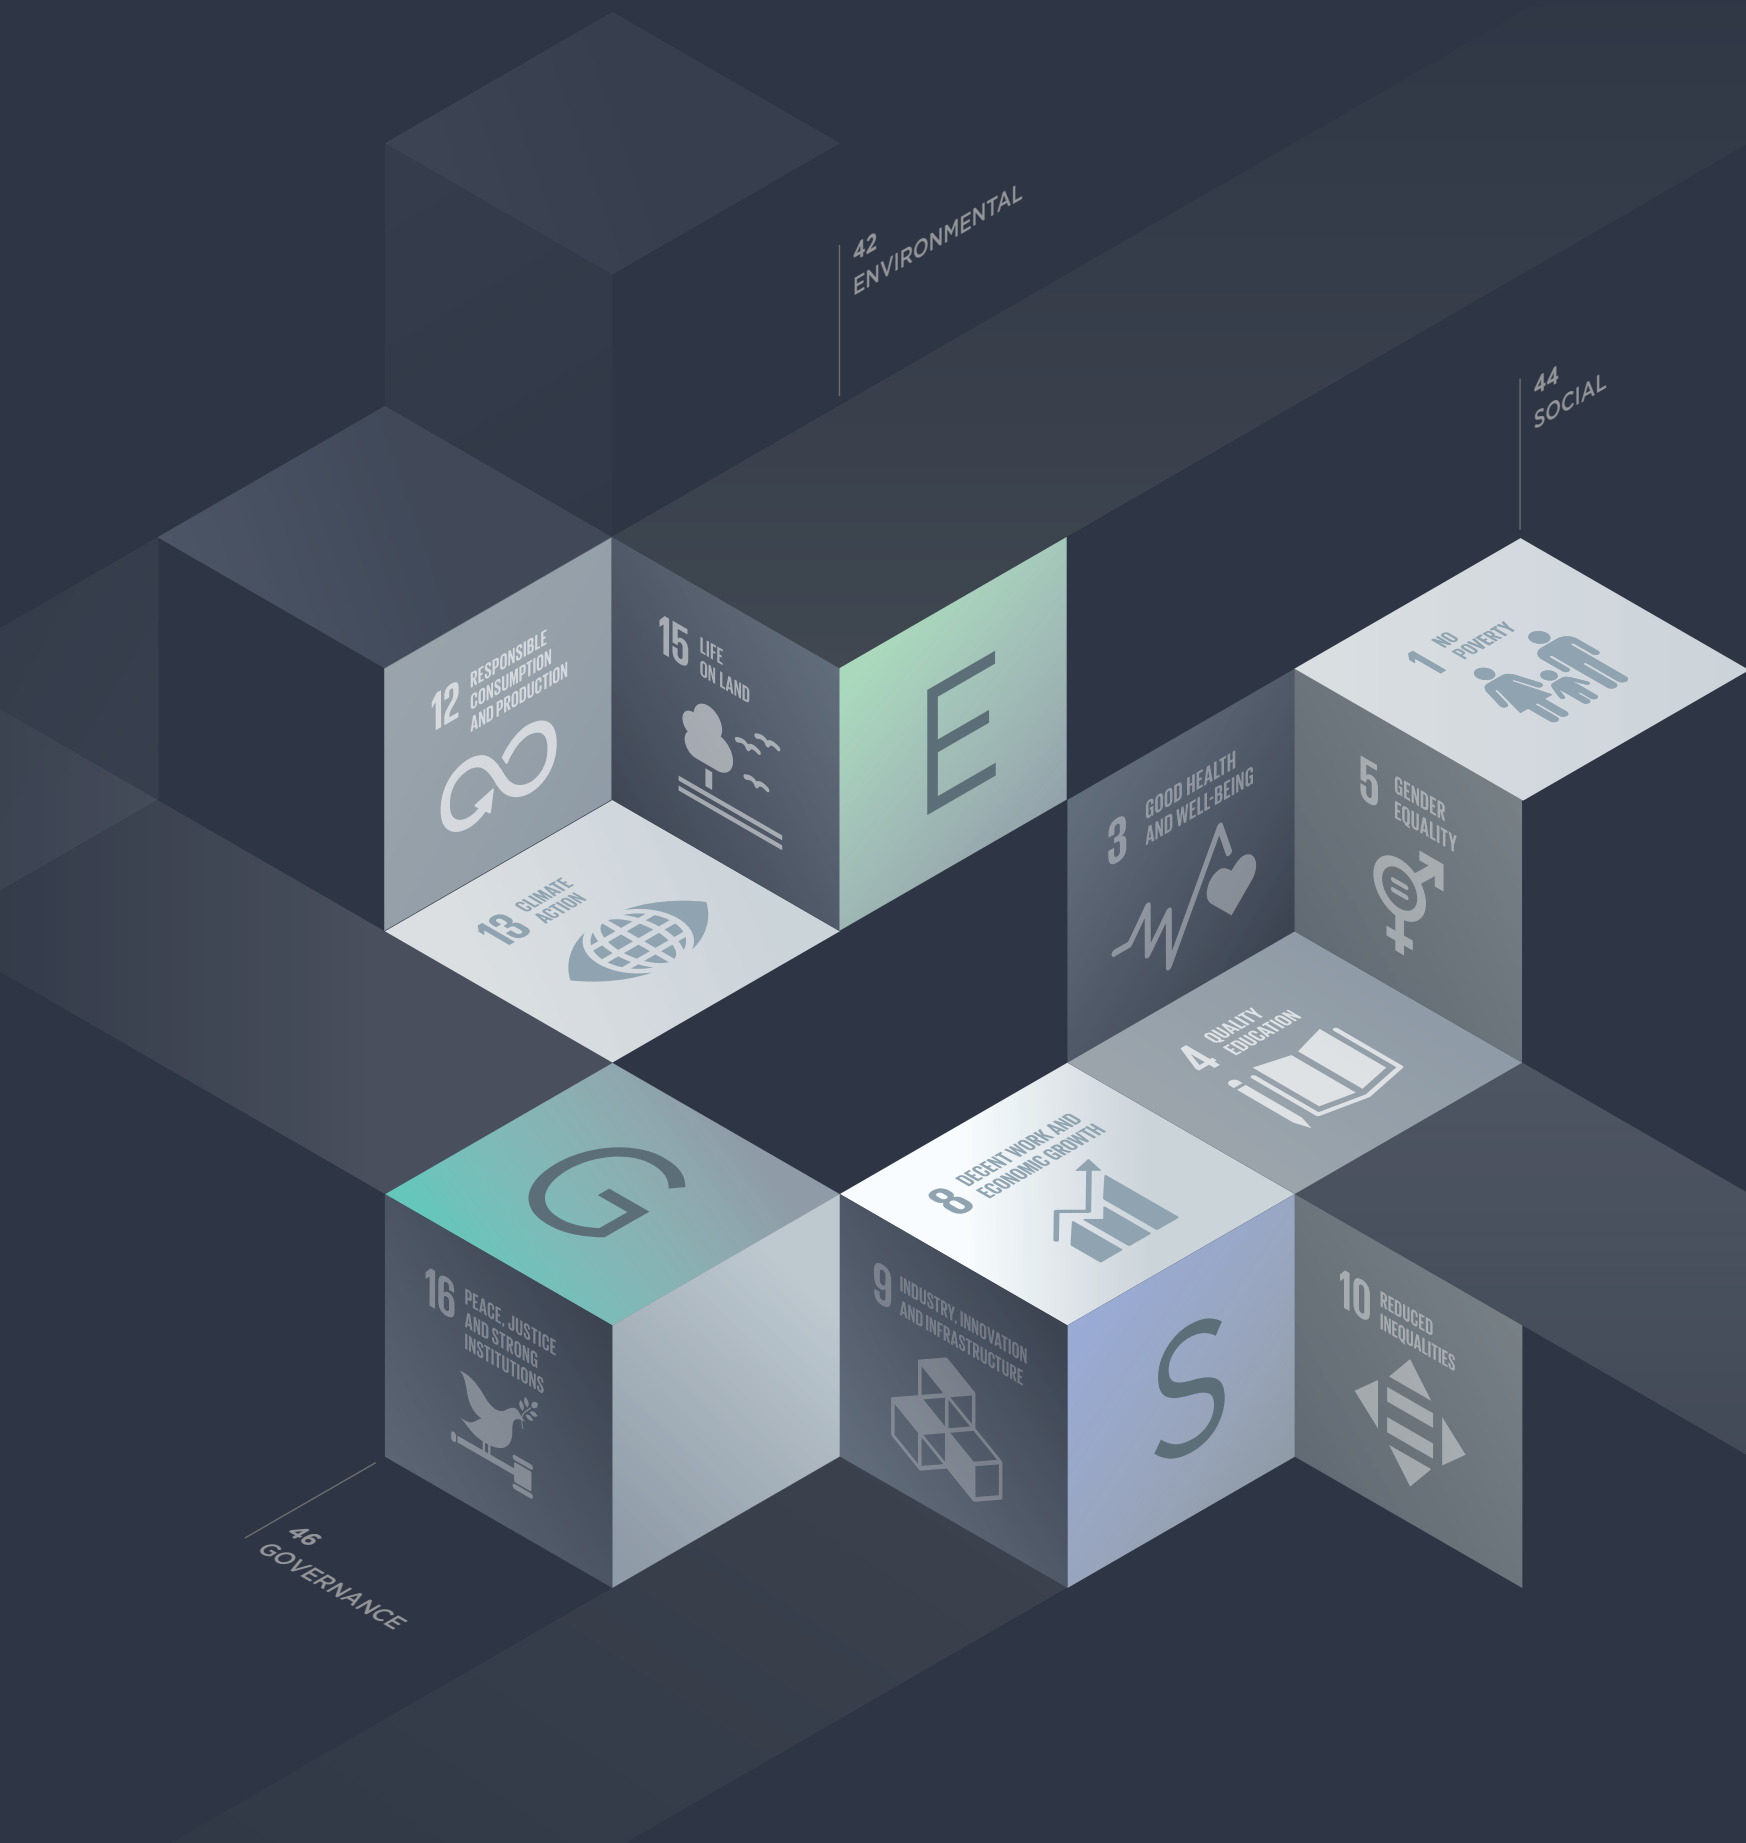 42
ENVIRONMENTAL
44
SOCIAL
12
RESPONSIBLE
CONSUMPTION
AND PRODUCTION
15
LIFE
ON LAND
E
1
NO
POVERTY
3
GOOD HEALTH
AND WELL-BEING
5
GENDER
EQUALITY
13
CLIMATE
ACTION
4
QUALITY
EDUCATION
G
8
DECENT WORK AND
ECONOMIC GROWTH
16
PEACE, JUSTICE
AND STRONG
INSTITUTIONS
9
INDUSTRY, INNOVATION
AND INFRASTRUCTURE
S
10
REDUCED
INEQUALITIES
46
GOVERNANCE